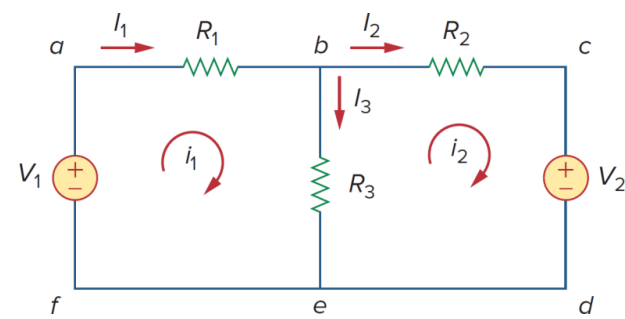 I₁ R₁ I₂ R₂
a b c
I₃
V₁ + − i₁ R₃ i₂ + − V₂
f e d